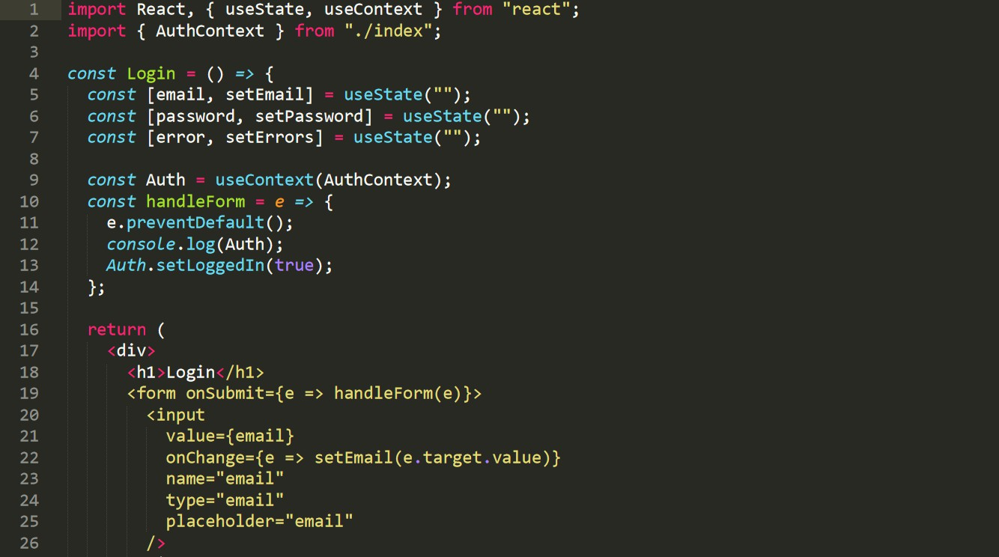 1 import React, { useState, useContext } from "react";
2 import { AuthContext } from "./index";
3
4 const Login = () => {
5   const [email, setEmail] = useState("");
6   const [password, setPassword] = useState("");
7   const [error, setErrors] = useState("");
8
9   const Auth = useContext(AuthContext);
10   const handleForm = e => {
11     e.preventDefault();
12     console.log(Auth);
13     Auth.setLoggedIn(true);
14   };
15
16   return (
17     <div>
18       <h1>Login</h1>
19       <form onSubmit={e => handleForm(e)}>
20         <input
21           value={email}
22           onChange={e => setEmail(e.target.value)}
23           name="email"
24           type="email"
25           placeholder="email"
26         />